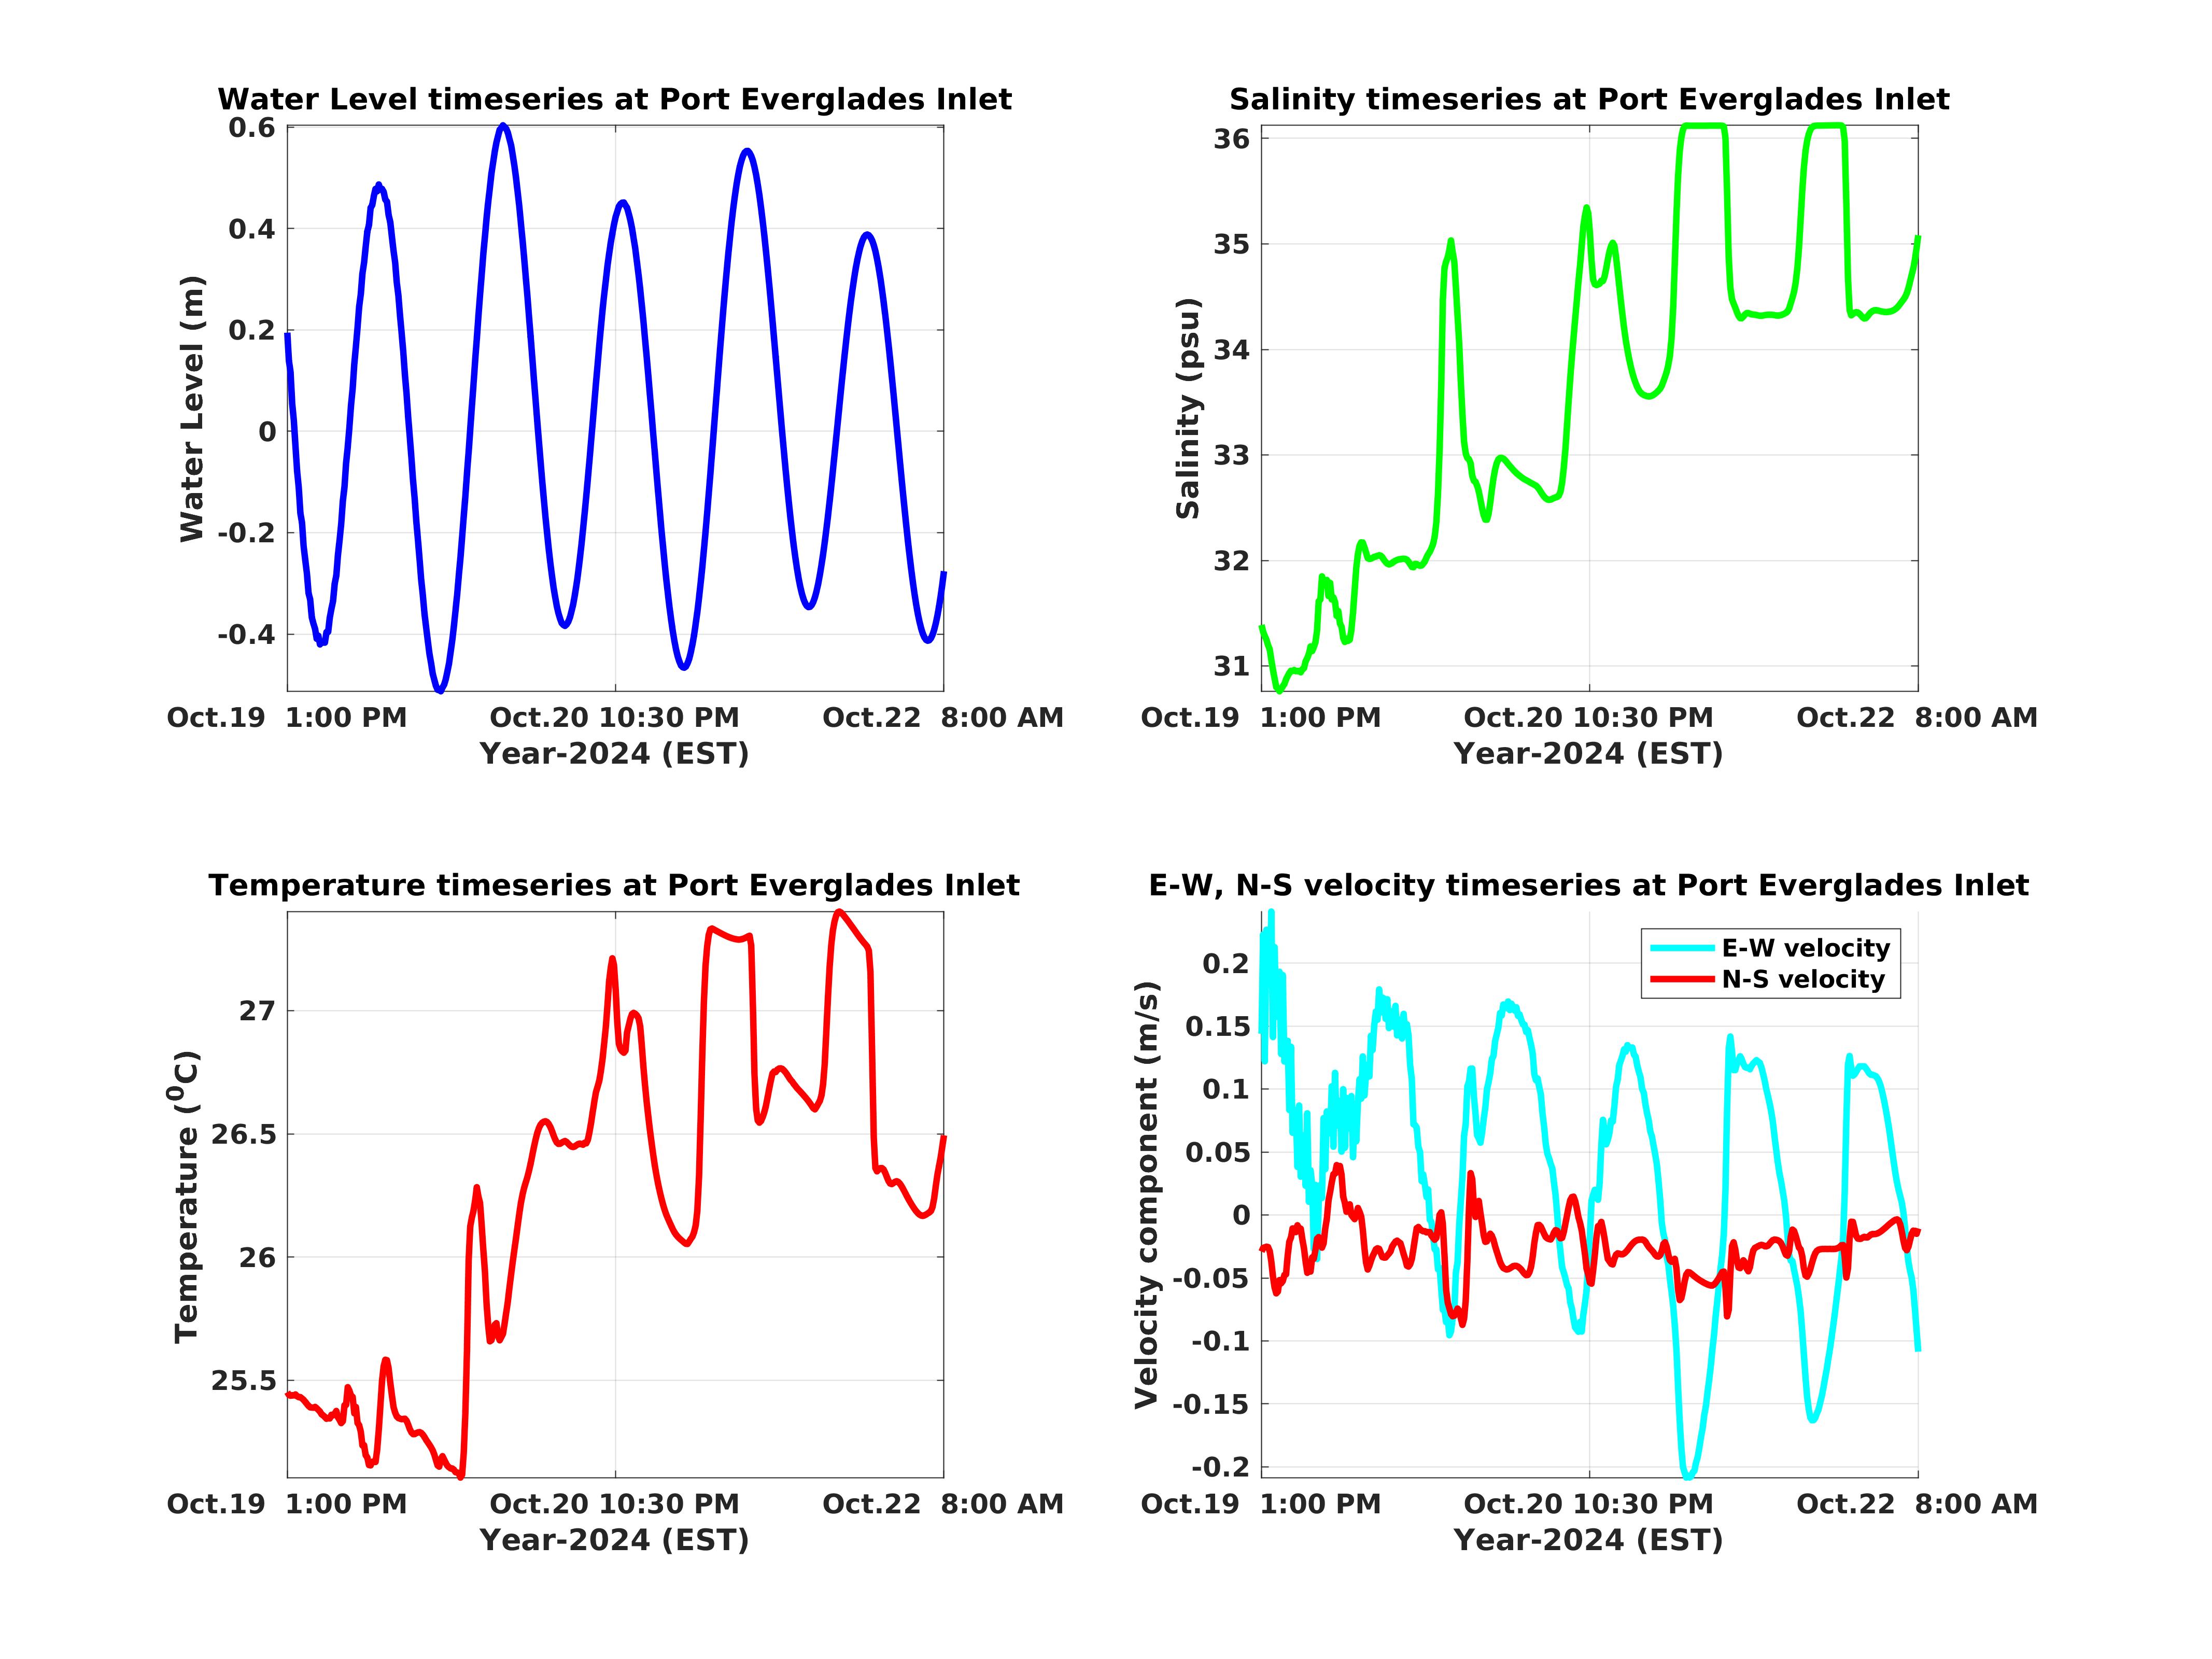 Water Level timeseries at Port Everglades Inlet
0.6
0.4
0.2
0
-0.2
-0.4
Water Level (m)
Oct.19 1:00 PM
Oct.20 10:30 PM
Oct.22 8:00 AM
Year-2024 (EST)
Salinity timeseries at Port Everglades Inlet
36
35
34
33
32
31
Salinity (psu)
Oct.19 1:00 PM
Oct.20 10:30 PM
Oct.22 8:00 AM
Year-2024 (EST)
Temperature timeseries at Port Everglades Inlet
27
26.5
26
25.5
Temperature (⁰C)
Oct.19 1:00 PM
Oct.20 10:30 PM
Oct.22 8:00 AM
Year-2024 (EST)
E-W, N-S velocity timeseries at Port Everglades Inlet
E-W velocity
N-S velocity
0.2
0.15
0.1
0.05
0
-0.05
-0.1
-0.15
-0.2
Velocity component (m/s)
Oct.19 1:00 PM
Oct.20 10:30 PM
Oct.22 8:00 AM
Year-2024 (EST)